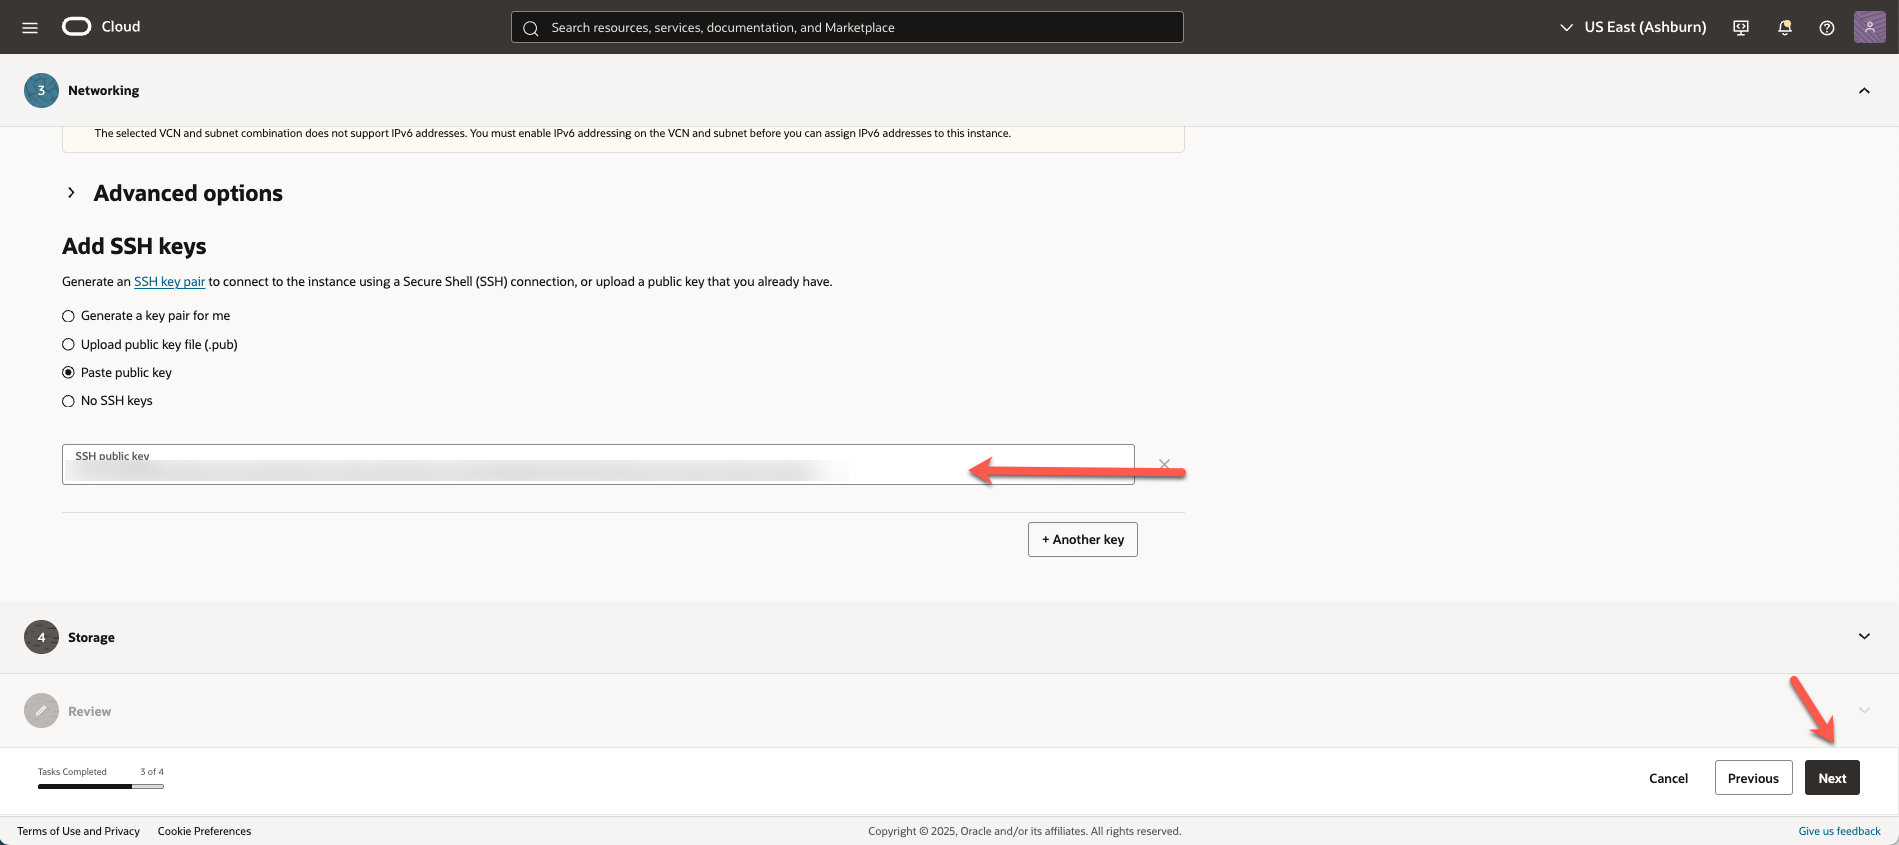 Cloud
Search resources, services, documentation, and Marketplace
US East (Ashburn)
3 Networking
The selected VCN and subnet combination does not support IPv6 addresses. You must enable IPv6 addressing on the VCN and subnet before you can assign IPv6 addresses to this instance.
Advanced options
Add SSH keys
Generate an SSH key pair to connect to the instance using a Secure Shell (SSH) connection, or upload a public key that you already have.
Generate a key pair for me
Upload public key file (.pub)
Paste public key
No SSH keys
SSH public key
+ Another key
4 Storage
Review
Tasks Completed 3 of 4
Cancel Previous Next
Terms of Use and Privacy Cookie Preferences Copyright © 2025, Oracle and/or its affiliates. All rights reserved. Give us feedback